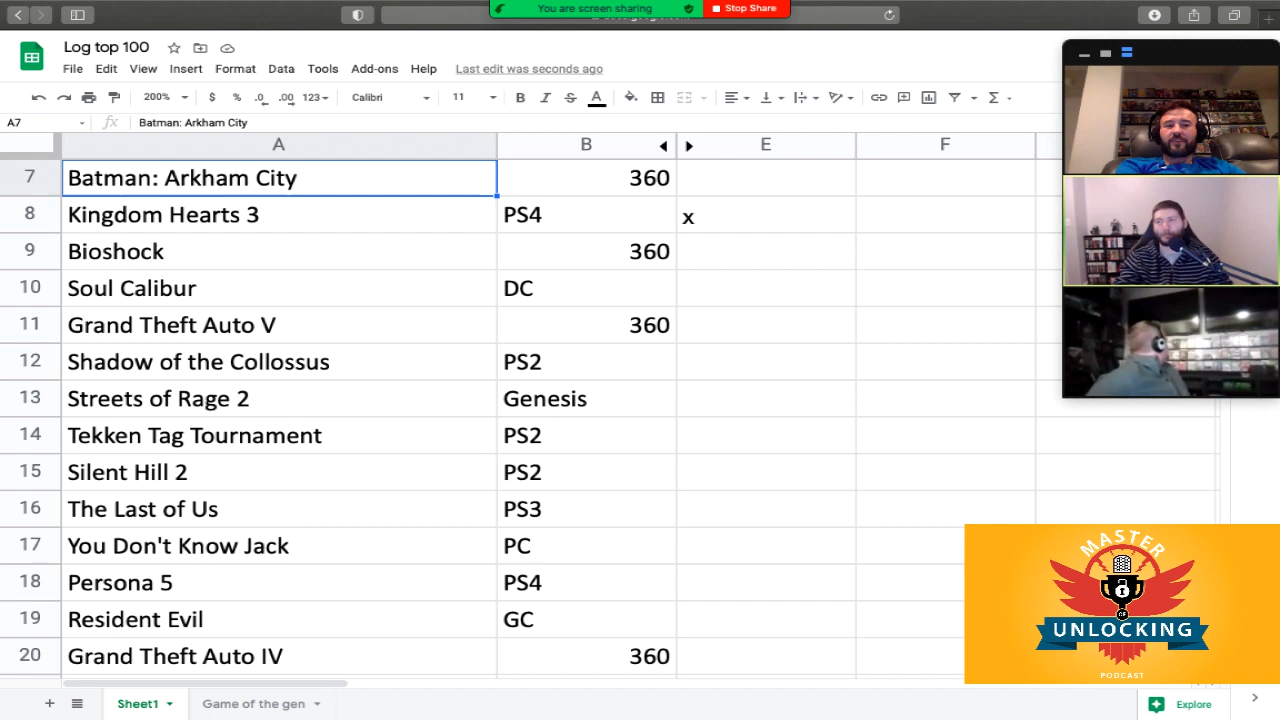 You are screen sharing
Stop Share
Log top 100
File Edit View Insert Format Data Tools Add-ons Help Last edit was seconds ago
200% $ % .0 .00 123 Calibri 11 B I S A
A7 fx Batman: Arkham City
A B E F
7 Batman: Arkham City 360
8 Kingdom Hearts 3 PS4 x
9 Bioshock 360
10 Soul Calibur DC
11 Grand Theft Auto V 360
12 Shadow of the Collossus PS2
13 Streets of Rage 2 Genesis
14 Tekken Tag Tournament PS2
15 Silent Hill 2 PS2
16 The Last of Us PS3
17 You Don't Know Jack PC
18 Persona 5 PS4
19 Resident Evil GC
20 Grand Theft Auto IV 360
MASTER
OF
UNLOCKING
PODCAST
Sheet1 Game of the gen Explore